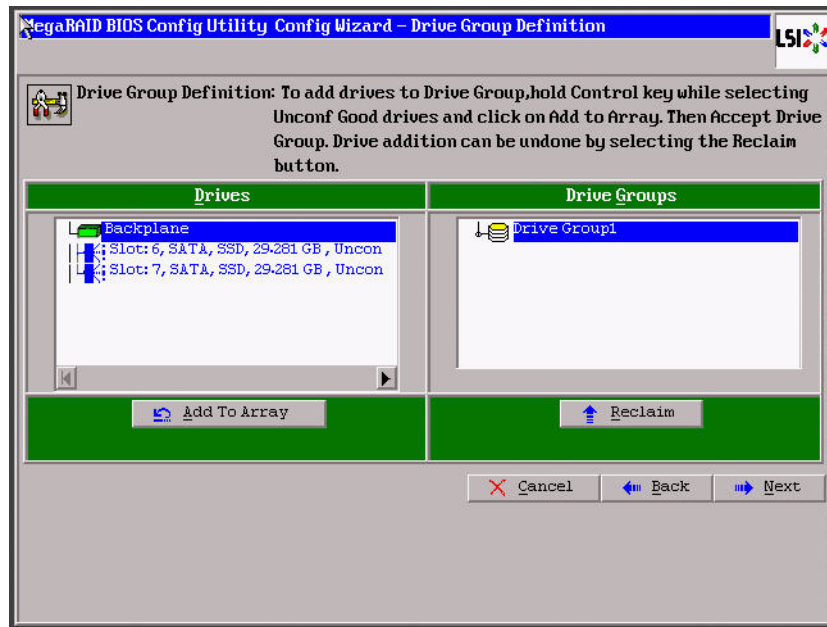 MegaRAID BIOS Config Utility Config Wizard – Drive Group Definition
LSI
Drive Group Definition: To add drives to Drive Group,hold Control key while selecting
Unconf Good drives and click on Add to Array. Then Accept Drive
Group. Drive addition can be undone by selecting the Reclaim
button.
Drives
Drive Groups
Backplane
Slot: 6, SATA, SSD, 29.281 GB , Uncon
Slot: 7, SATA, SSD, 29.281 GB , Uncon
Drive Group1
Add To Array
Reclaim
Cancel
Back
Next